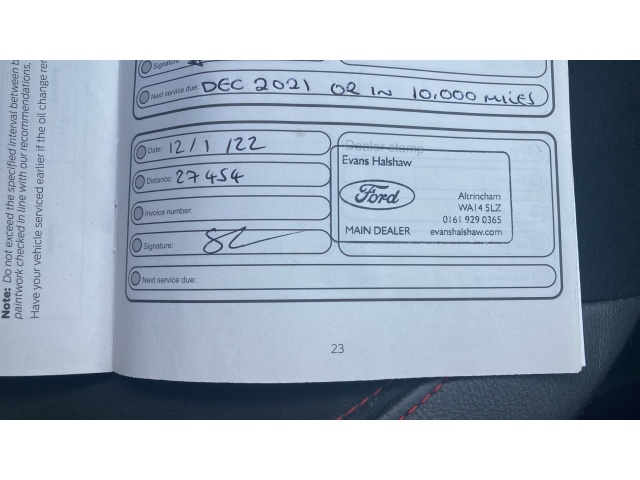 Signature:
Next service due: DEC 2021 OR IN 10,000 MILES
Date: 12/1/22
Distance: 27454
Invoice number:
Signature:
Next service due:
Dealer stamp
Evans Halshaw
Ford
Altrincham
WA14 5LZ
0161 929 0365
MAIN DEALER evanshalshaw.com
23
Note: Do not exceed the specified interval between
paintwork checked in line with our recommendations,
Have your vehicle serviced earlier if the oil change